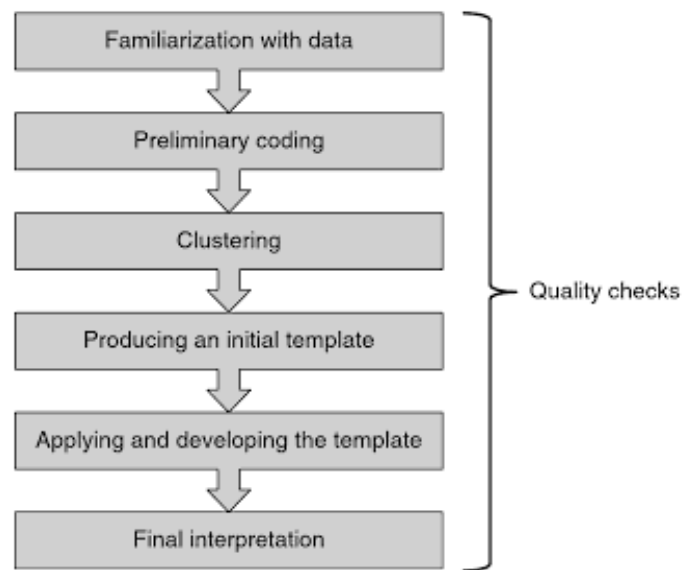 Familiarization with data
Preliminary coding
Clustering
Producing an initial template
Applying and developing the template
Final interpretation
Quality checks